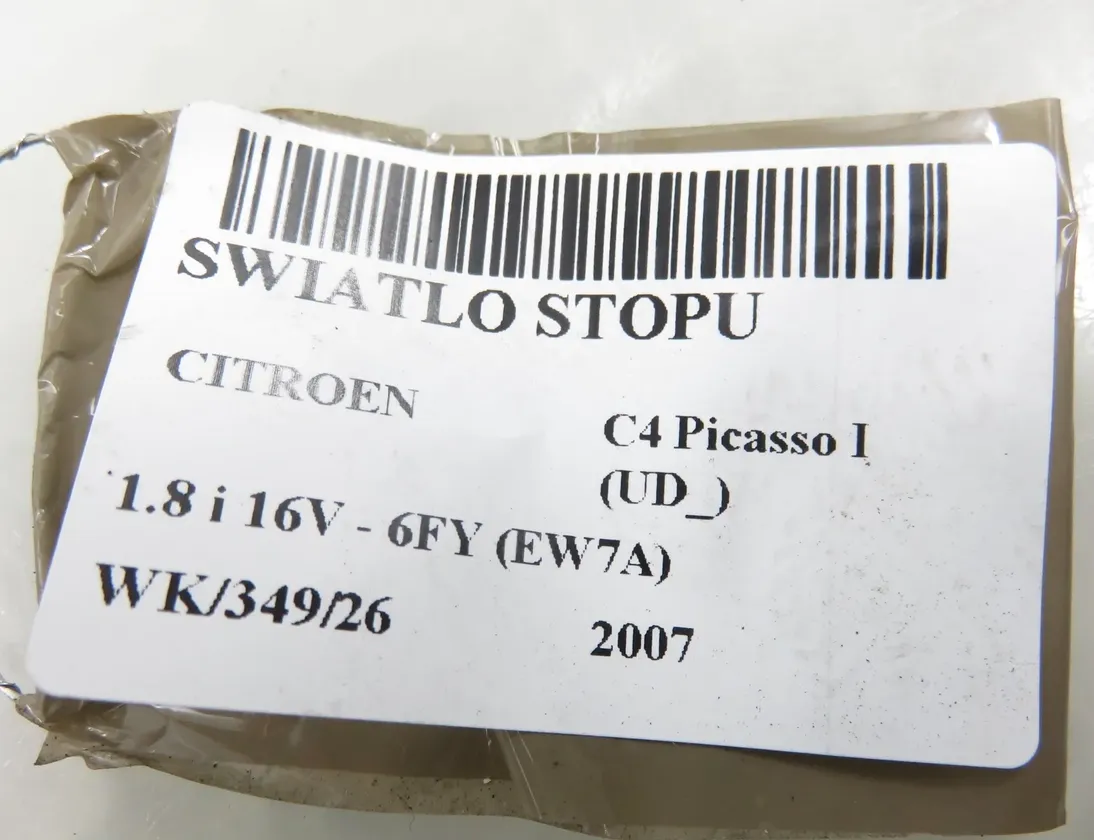 SWIATLO STOPU
CITROEN
C4 Picasso I
(UD_)
1.8 i 16V - 6FY (EW7A)
WK/349/26
2007